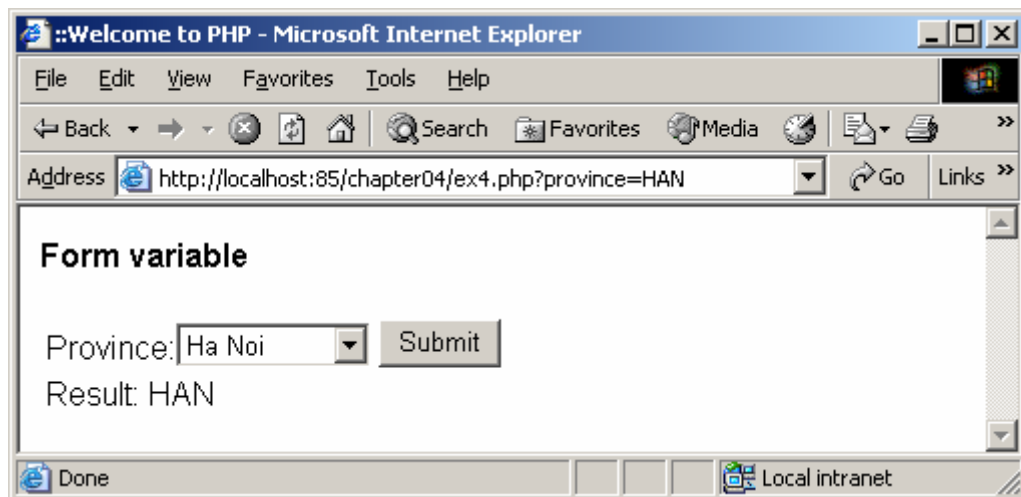 ::Welcome to PHP - Microsoft Internet Explorer
File Edit View Favorites Tools Help
Back Search Favorites Media »
Address http://localhost:85/chapter04/ex4.php?province=HAN Go Links »
Form variable
Province: Ha Noi Submit
Result: HAN
Done Local intranet